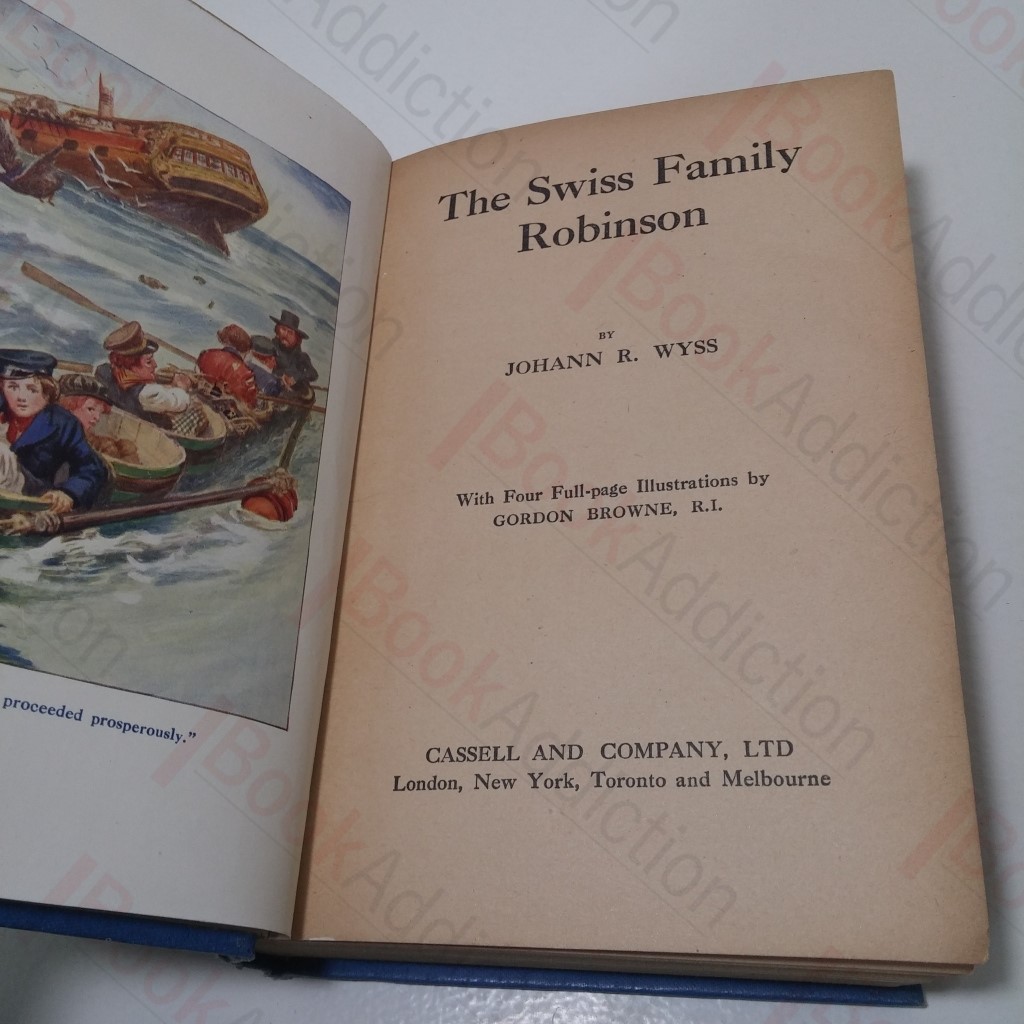 proceeded prosperously."
The Swiss Family
Robinson
BY
JOHANN R. WYSS
With Four Full-page Illustrations by
GORDON BROWNE, R.I.
CASSELL AND COMPANY, LTD
London, New York, Toronto and Melbourne
BookAddiction